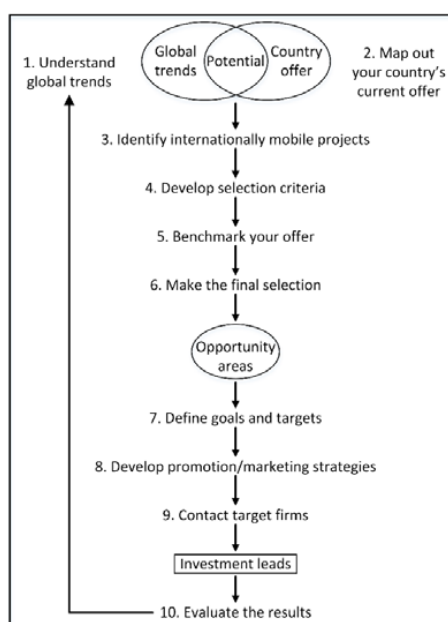 1. Understand
global trends
Global
trends
Potential
Country
offer
2. Map out
your country's
current offer
3. Identify internationally mobile projects
4. Develop selection criteria
5. Benchmark your offer
6. Make the final selection
Opportunity
areas
7. Define goals and targets
8. Develop promotion/marketing strategies
9. Contact target firms
Investment leads
10. Evaluate the results